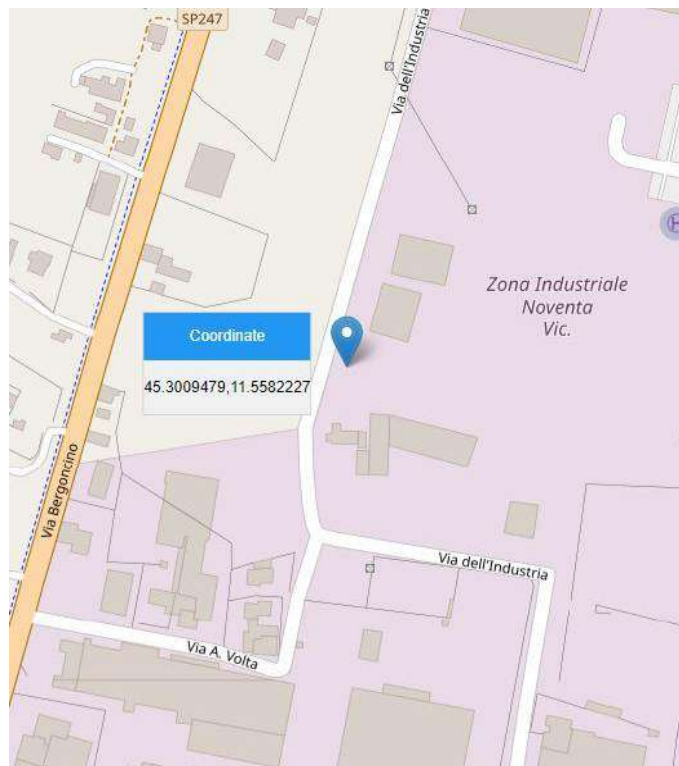 SP247
Via dell'Industria
Zona Industriale
Noventa
Vic.
Coordinate
45.3009479,11.5582227
Via Bergoncino
Via dell'Industria
Via A. Volta
H